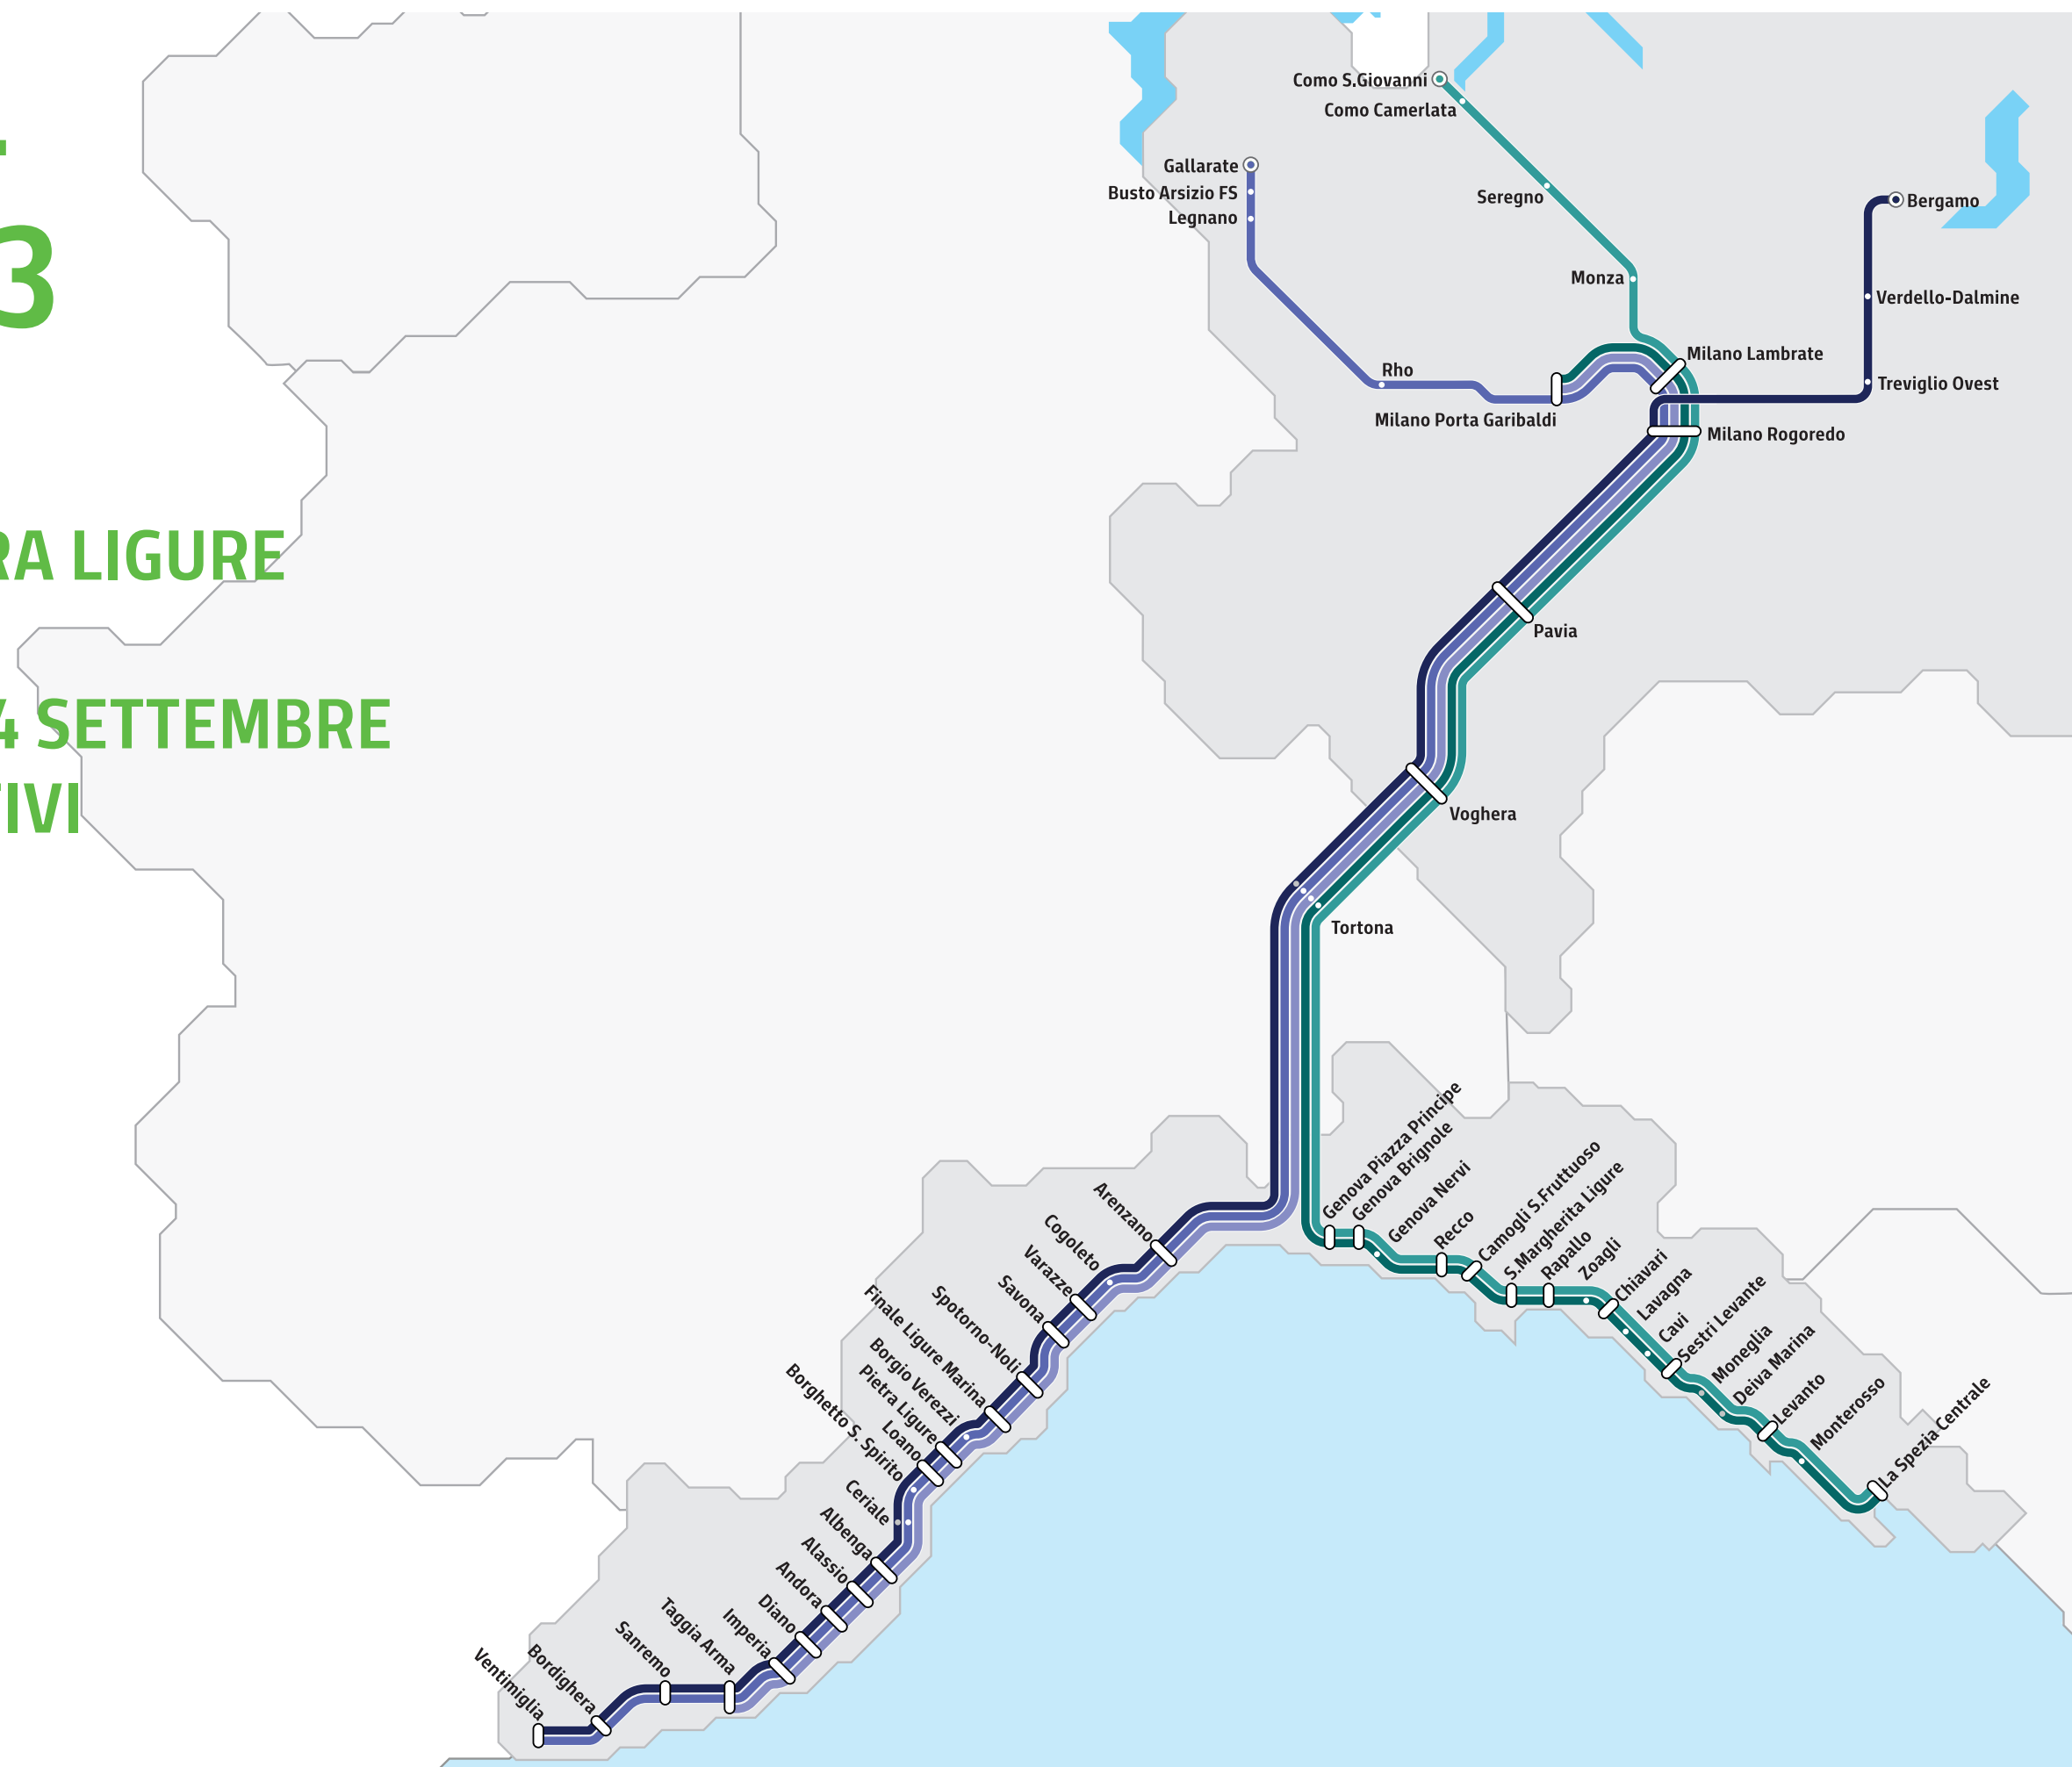 3
RA LIGURE
4 SETTEMBRE
TIVI
Como S.Giovanni
Como Camerlata
Gallarate
Busto Arsizio FS
Legnano
Seregno
Bergamo
Monza
Verdello-Dalmine
Milano Lambrate
Rho
Treviglio Ovest
Milano Porta Garibaldi
Milano Rogoredo
Pavia
Voghera
Tortona
Genova Piazza Principe
Genova Brignole
Genova Nervi
Recco
Camogli S.Fruttuoso
S.Margherita Ligure
Rapallo
Zoagli
Chiavari
Lavagna
Cavi
Sestri Levante
Moneglia
Deiva Marina
Levanto
Monterosso
La Spezia Centrale
Arenzano
Cogoleto
Varazze
Savona
Spotorno-Noli
Finale Ligure Marina
Borgio Verezzi
Pietra Ligure
Loano
Borghetto S. Spirito
Ceriale
Albenga
Alassio
Andora
Diano
Imperia
Taggia Arma
Sanremo
Bordighera
Ventimiglia